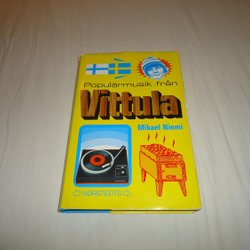 Populärmusik från
Vittula
Mikael Niemi
NORSTEDTS